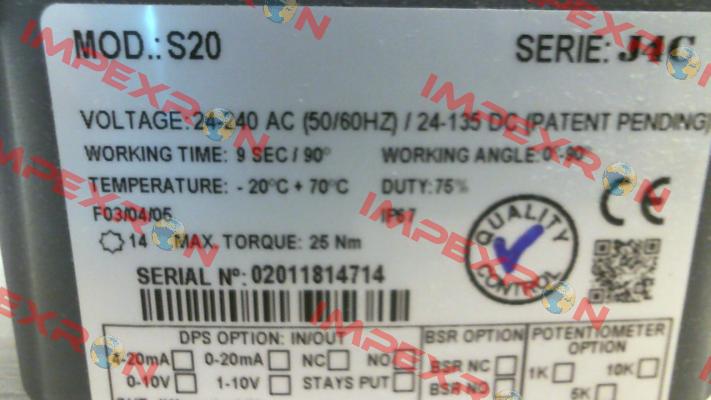 MOD.: S20 SERIE: J4C
VOLTAGE: 24-240 AC (50/60HZ) / 24-135 DC (PATENT PENDING)
WORKING TIME: 9 SEC / 90° WORKING ANGLE: 0°-90°
TEMPERATURE: - 20°C + 70°C DUTY: 75%
F03/04/05 IP67
14 MAX. TORQUE: 25 Nm
QUALITY CONTROL
CE
SERIAL Nº: 02011814714
DPS OPTION: IN/OUT BSR OPTION POTENTIOMETER OPTION
4-20mA 0-20mA NC NO BSR NC 1K 10K
0-10V 1-10V STAYS PUT BSR NO 5K
IMPEXRON
IMPEXRON
IMPEXRON
IMPEXRON